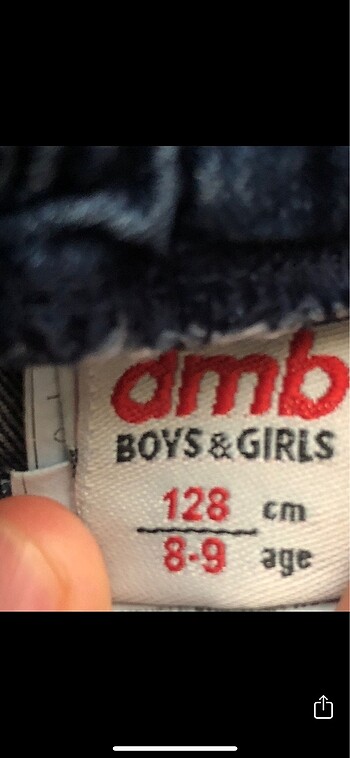 dmb
BOYS & GIRLS
128 cm
8-9 age